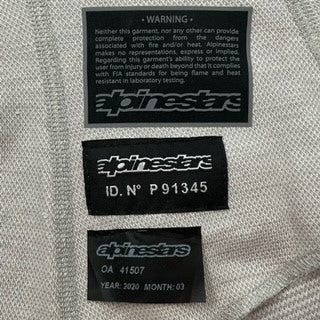 WARNING
Neither this garment, nor any other can provide
complete protection from the dangers
associated with fire and/or heat. Alpinestars
makes no representations, express or implied,
Regarding this garment's ability to protect the
user from injury or death beyond that it complies
with FIA standards for being flame and heat
resistant in laboratory testing.
alpinestars
alpinestars
ID. Nº P 91345
alpinestars
OA 41507
YEAR: 2020 MONTH: 03